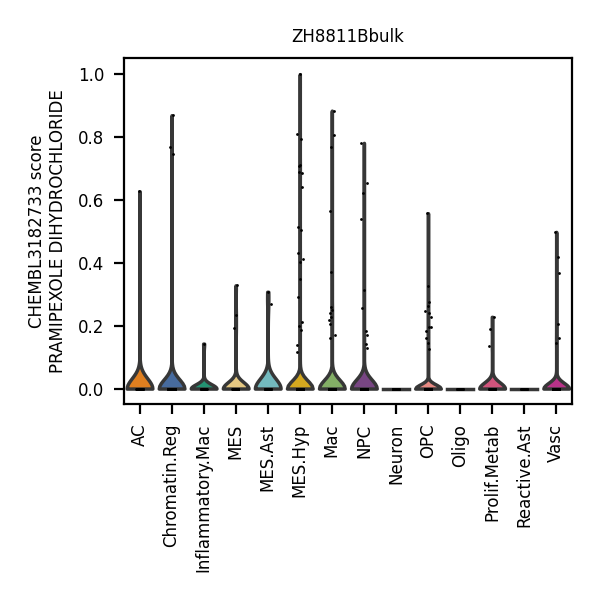 ZH8811Bbulk
CHEMBL3182733 score
PRAMIPEXOLE DIHYDROCHLORIDE
1.0
0.8
0.6
0.4
0.2
0.0
AC
Chromatin.Reg
Inflammatory.Mac
MES
MES.Ast
MES.Hyp
Mac
NPC
Neuron
OPC
Oligo
Prolif.Metab
Reactive.Ast
Vasc